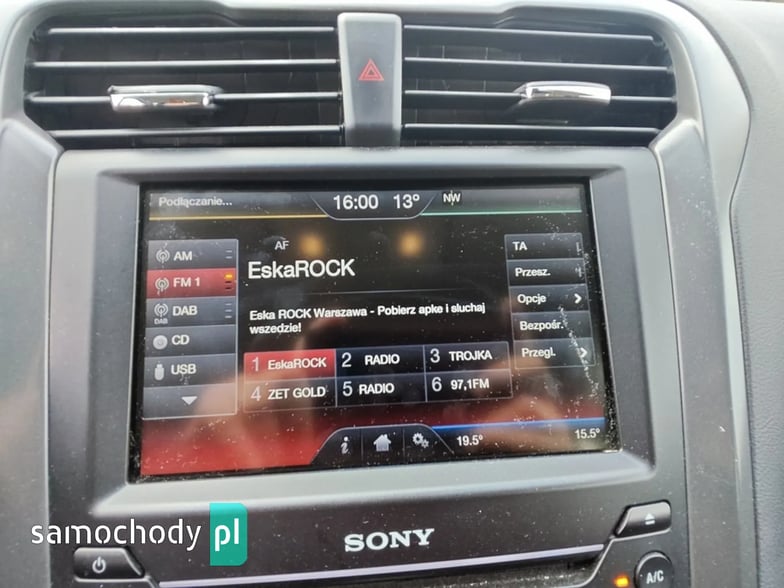 Podłączanie...
16:00 13° NW
AF
AM
EskaROCK
TA
FM 1
Przesz.
DAB
DAB
Eska ROCK Warszawa - Pobierz apke i sluchaj
wszedzie!
Opcje
CD
Bezpośr.
USB
1 EskaROCK 2 RADIO 3 TROJKA
Przegl.
4 ZET GOLD 5 RADIO 6 97,1FM
19.5° 15.5°
samochody pl
SONY
A/C